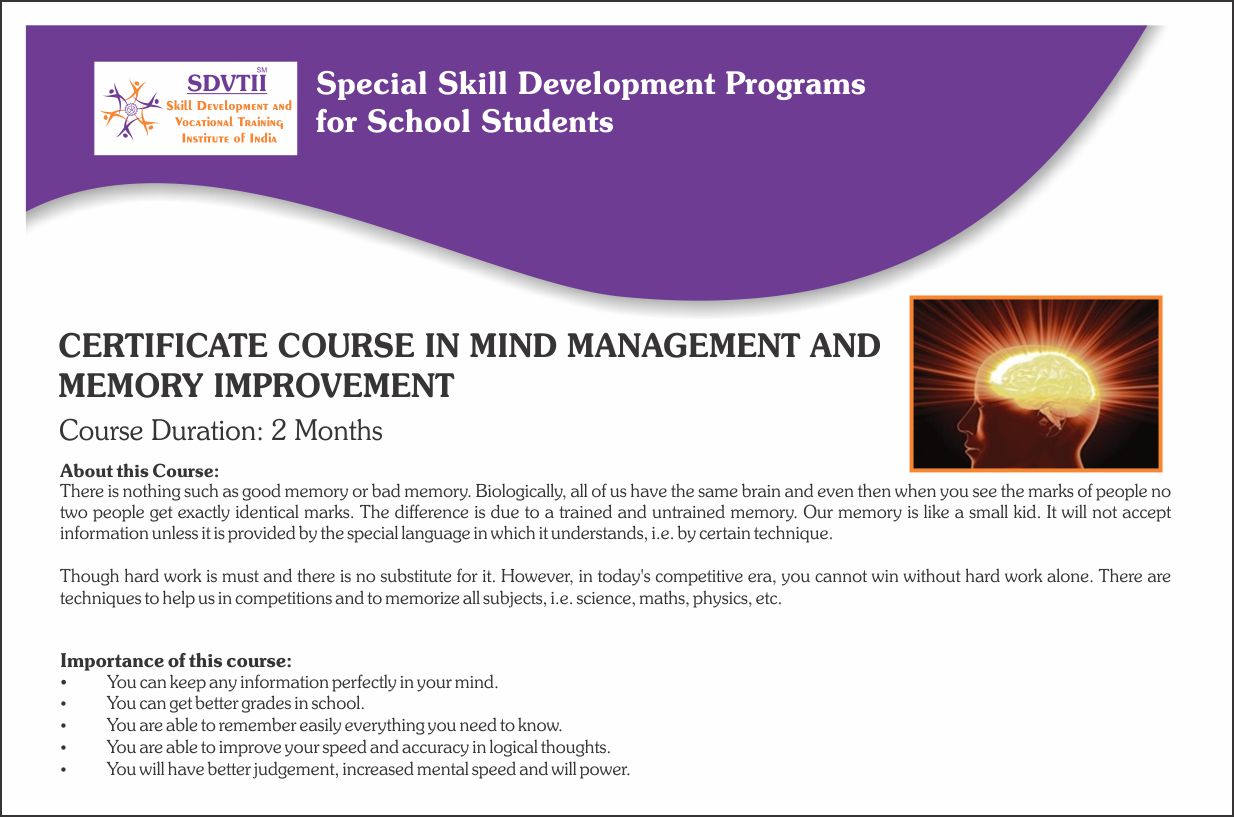 SDVTII SM
Skill Development and
Vocational Training
Institute of India
Special Skill Development Programs
for School Students
CERTIFICATE COURSE IN MIND MANAGEMENT AND
MEMORY IMPROVEMENT
Course Duration: 2 Months
About this Course:
There is nothing such as good memory or bad memory. Biologically, all of us have the same brain and even then when you see the marks of people no
two people get exactly identical marks. The difference is due to a trained and untrained memory. Our memory is like a small kid. It will not accept
information unless it is provided by the special language in which it understands, i.e. by certain technique.
Though hard work is must and there is no substitute for it. However, in today's competitive era, you cannot win without hard work alone. There are
techniques to help us in competitions and to memorize all subjects, i.e. science, maths, physics, etc.
Importance of this course:
• You can keep any information perfectly in your mind.
• You can get better grades in school.
• You are able to remember easily everything you need to know.
• You are able to improve your speed and accuracy in logical thoughts.
• You will have better judgement, increased mental speed and will power.